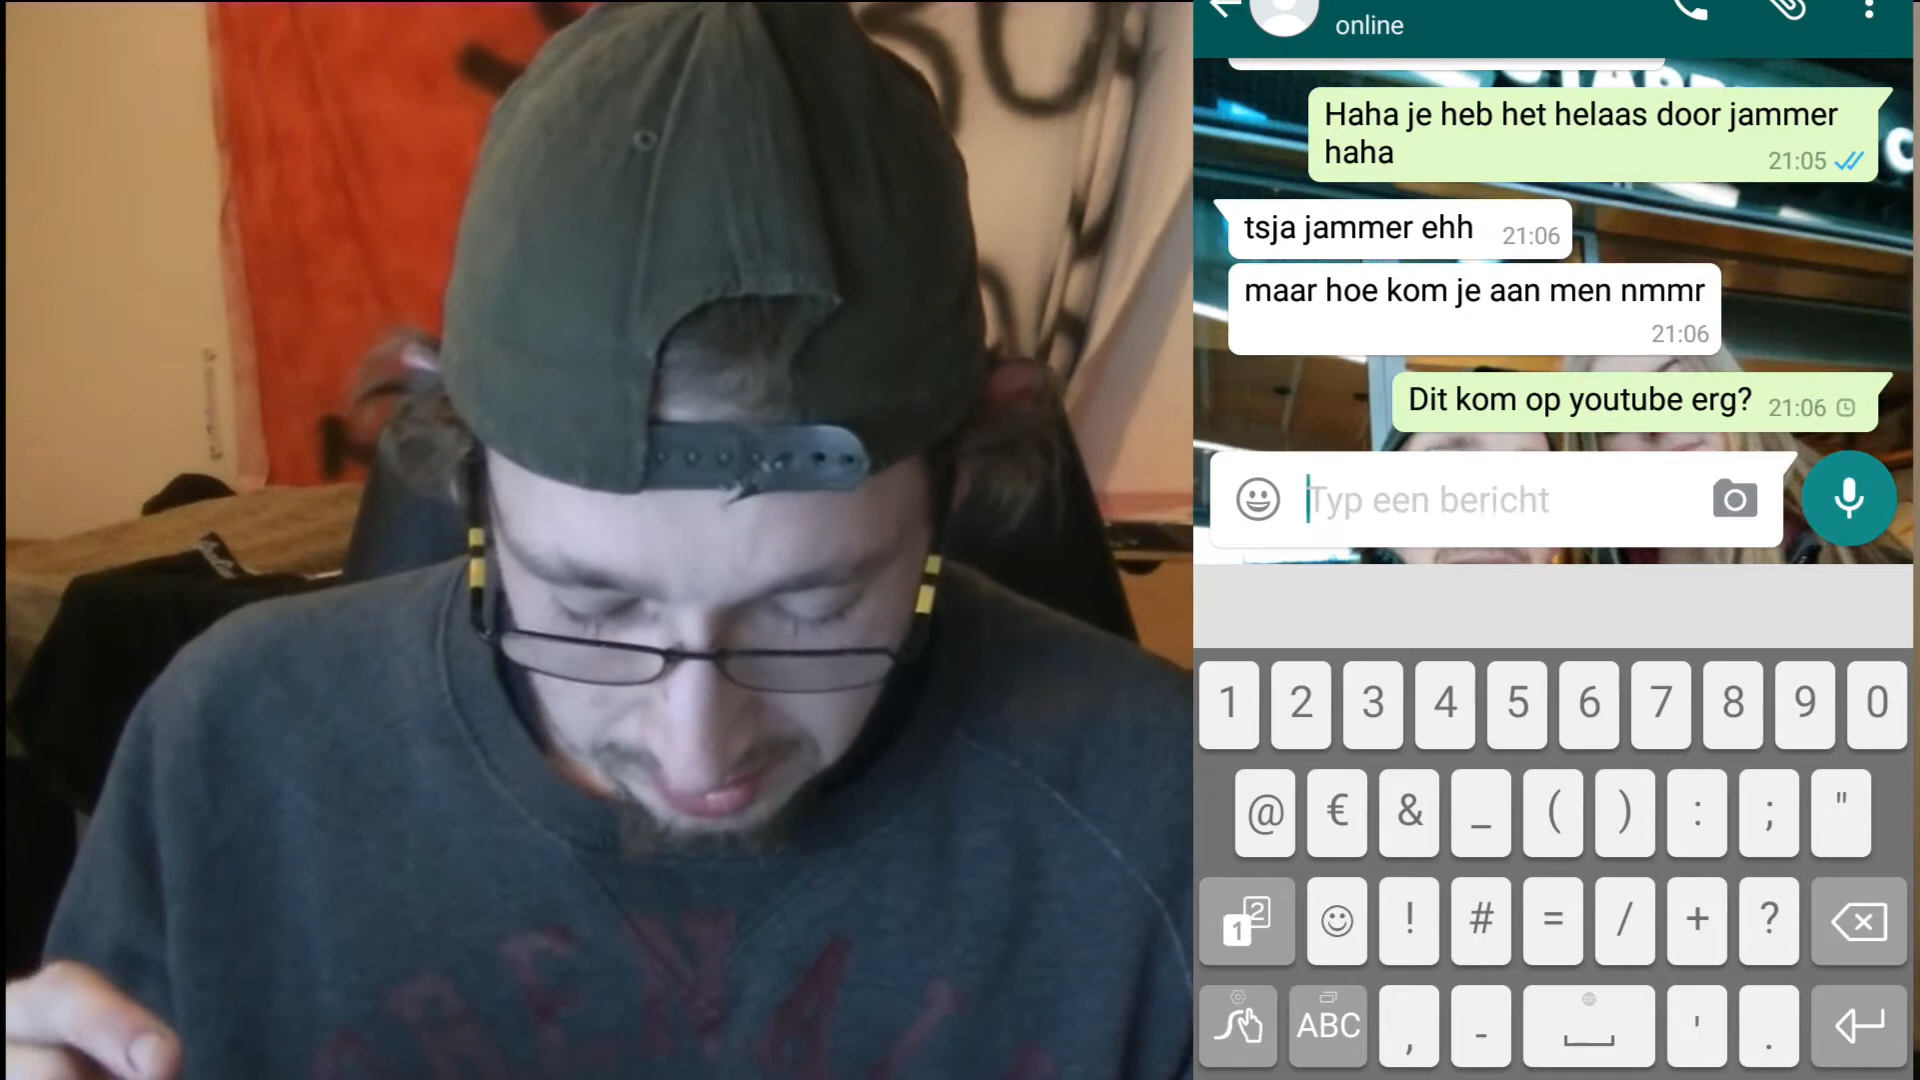 online
Haha je heb het helaas door jammer
haha
21:05
tsja jammer ehh 21:06
maar hoe kom je aan men nmmr
21:06
Dit kom op youtube erg? 21:06
Typ een bericht
1 2 3 4 5 6 7 8 9 0
@ € & _ ( ) : ; "
1 2 ! # = / + ?
ABC , - ' .